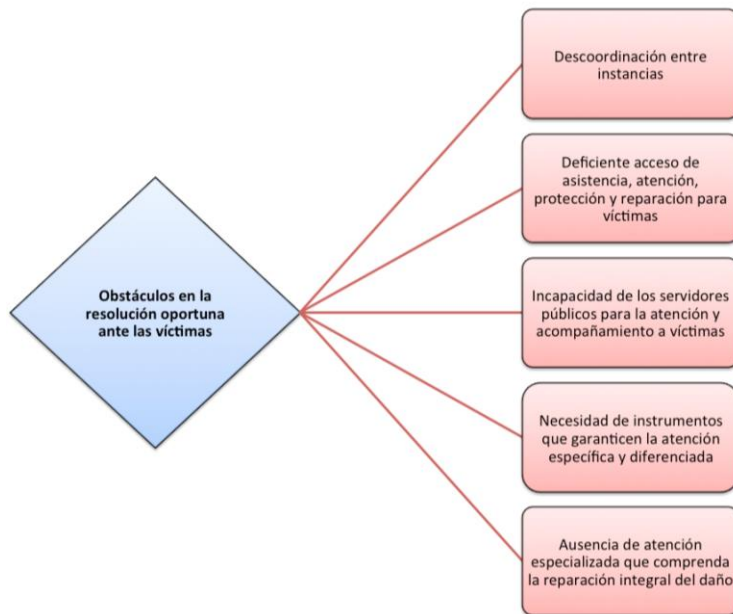 Obstáculos en la
resolución oportuna
ante las víctimas
Descoordinación entre
instancias
Deficiente acceso de
asistencia, atención,
protección y reparación para
víctimas
Incapacidad de los servidores
públicos para la atención y
acompañamiento a víctimas
Necesidad de instrumentos
que garanticen la atención
específica y diferenciada
Ausencia de atención
especializada que comprenda
la reparación integral del daño